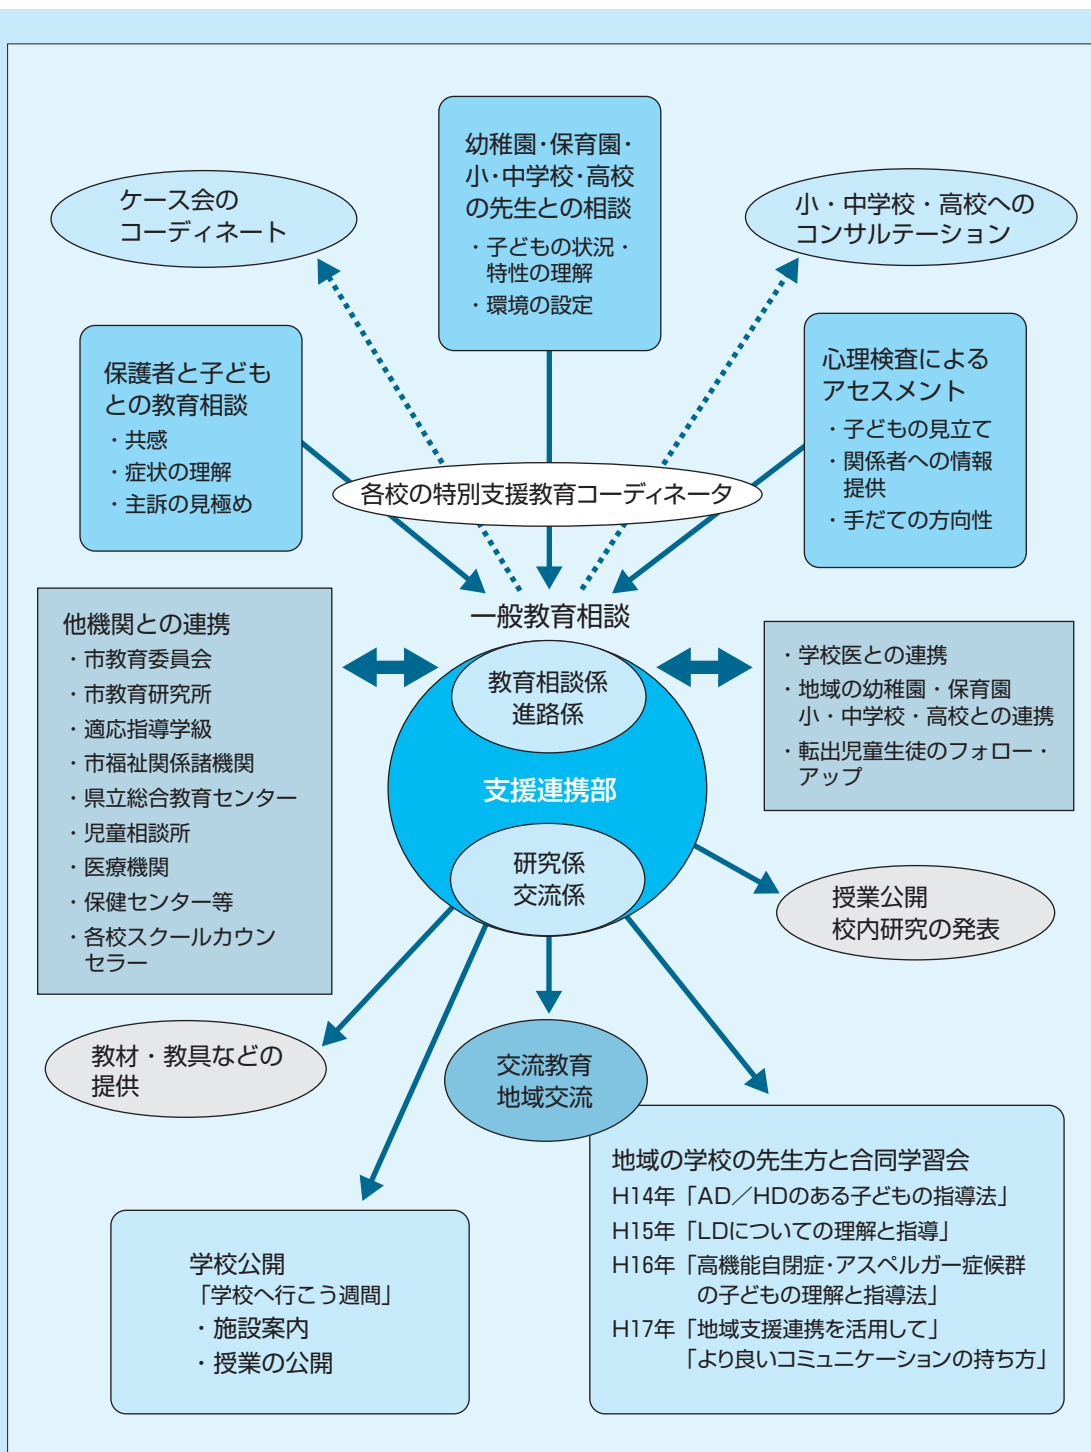 幼稚園・保育園・
小・中学校・高校
の先生との相談
・子どもの状況・
特性の理解
・環境の設定
ケース会の
コーディネート
小・中学校・高校への
コンサルテーション
保護者と子ども
との教育相談
・共感
・症状の理解
・主訴の見極め
心理検査による
アセスメント
・子どもの見立て
・関係者への情報
提供
・手だての方向性
各校の特別支援教育コーディネータ
一般教育相談
他機関との連携
・市教育委員会
・市教育研究所
・適応指導学級
・市福祉関係諸機関
・県立総合教育センター
・児童相談所
・医療機関
・保健センター等
・各校スクールカウン
セラー
教育相談係
進路係
支援連携部
研究係
交流係
・学校医との連携
・地域の幼稚園・保育園
小・中学校・高校との連携
・転出児童生徒のフォロー・
アップ
授業公開
校内研究の発表
教材・教具などの
提供
交流教育
地域交流
学校公開
「学校へ行こう週間」
・施設案内
・授業の公開
地域の学校の先生方と合同学習会
H14年「AD／HDのある子どもの指導法」
H15年「LDについての理解と指導」
H16年「高機能自閉症・アスペルガー症候群
の子どもの理解と指導法」
H17年「地域支援連携を活用して」
「より良いコミュニケーションの持ち方」